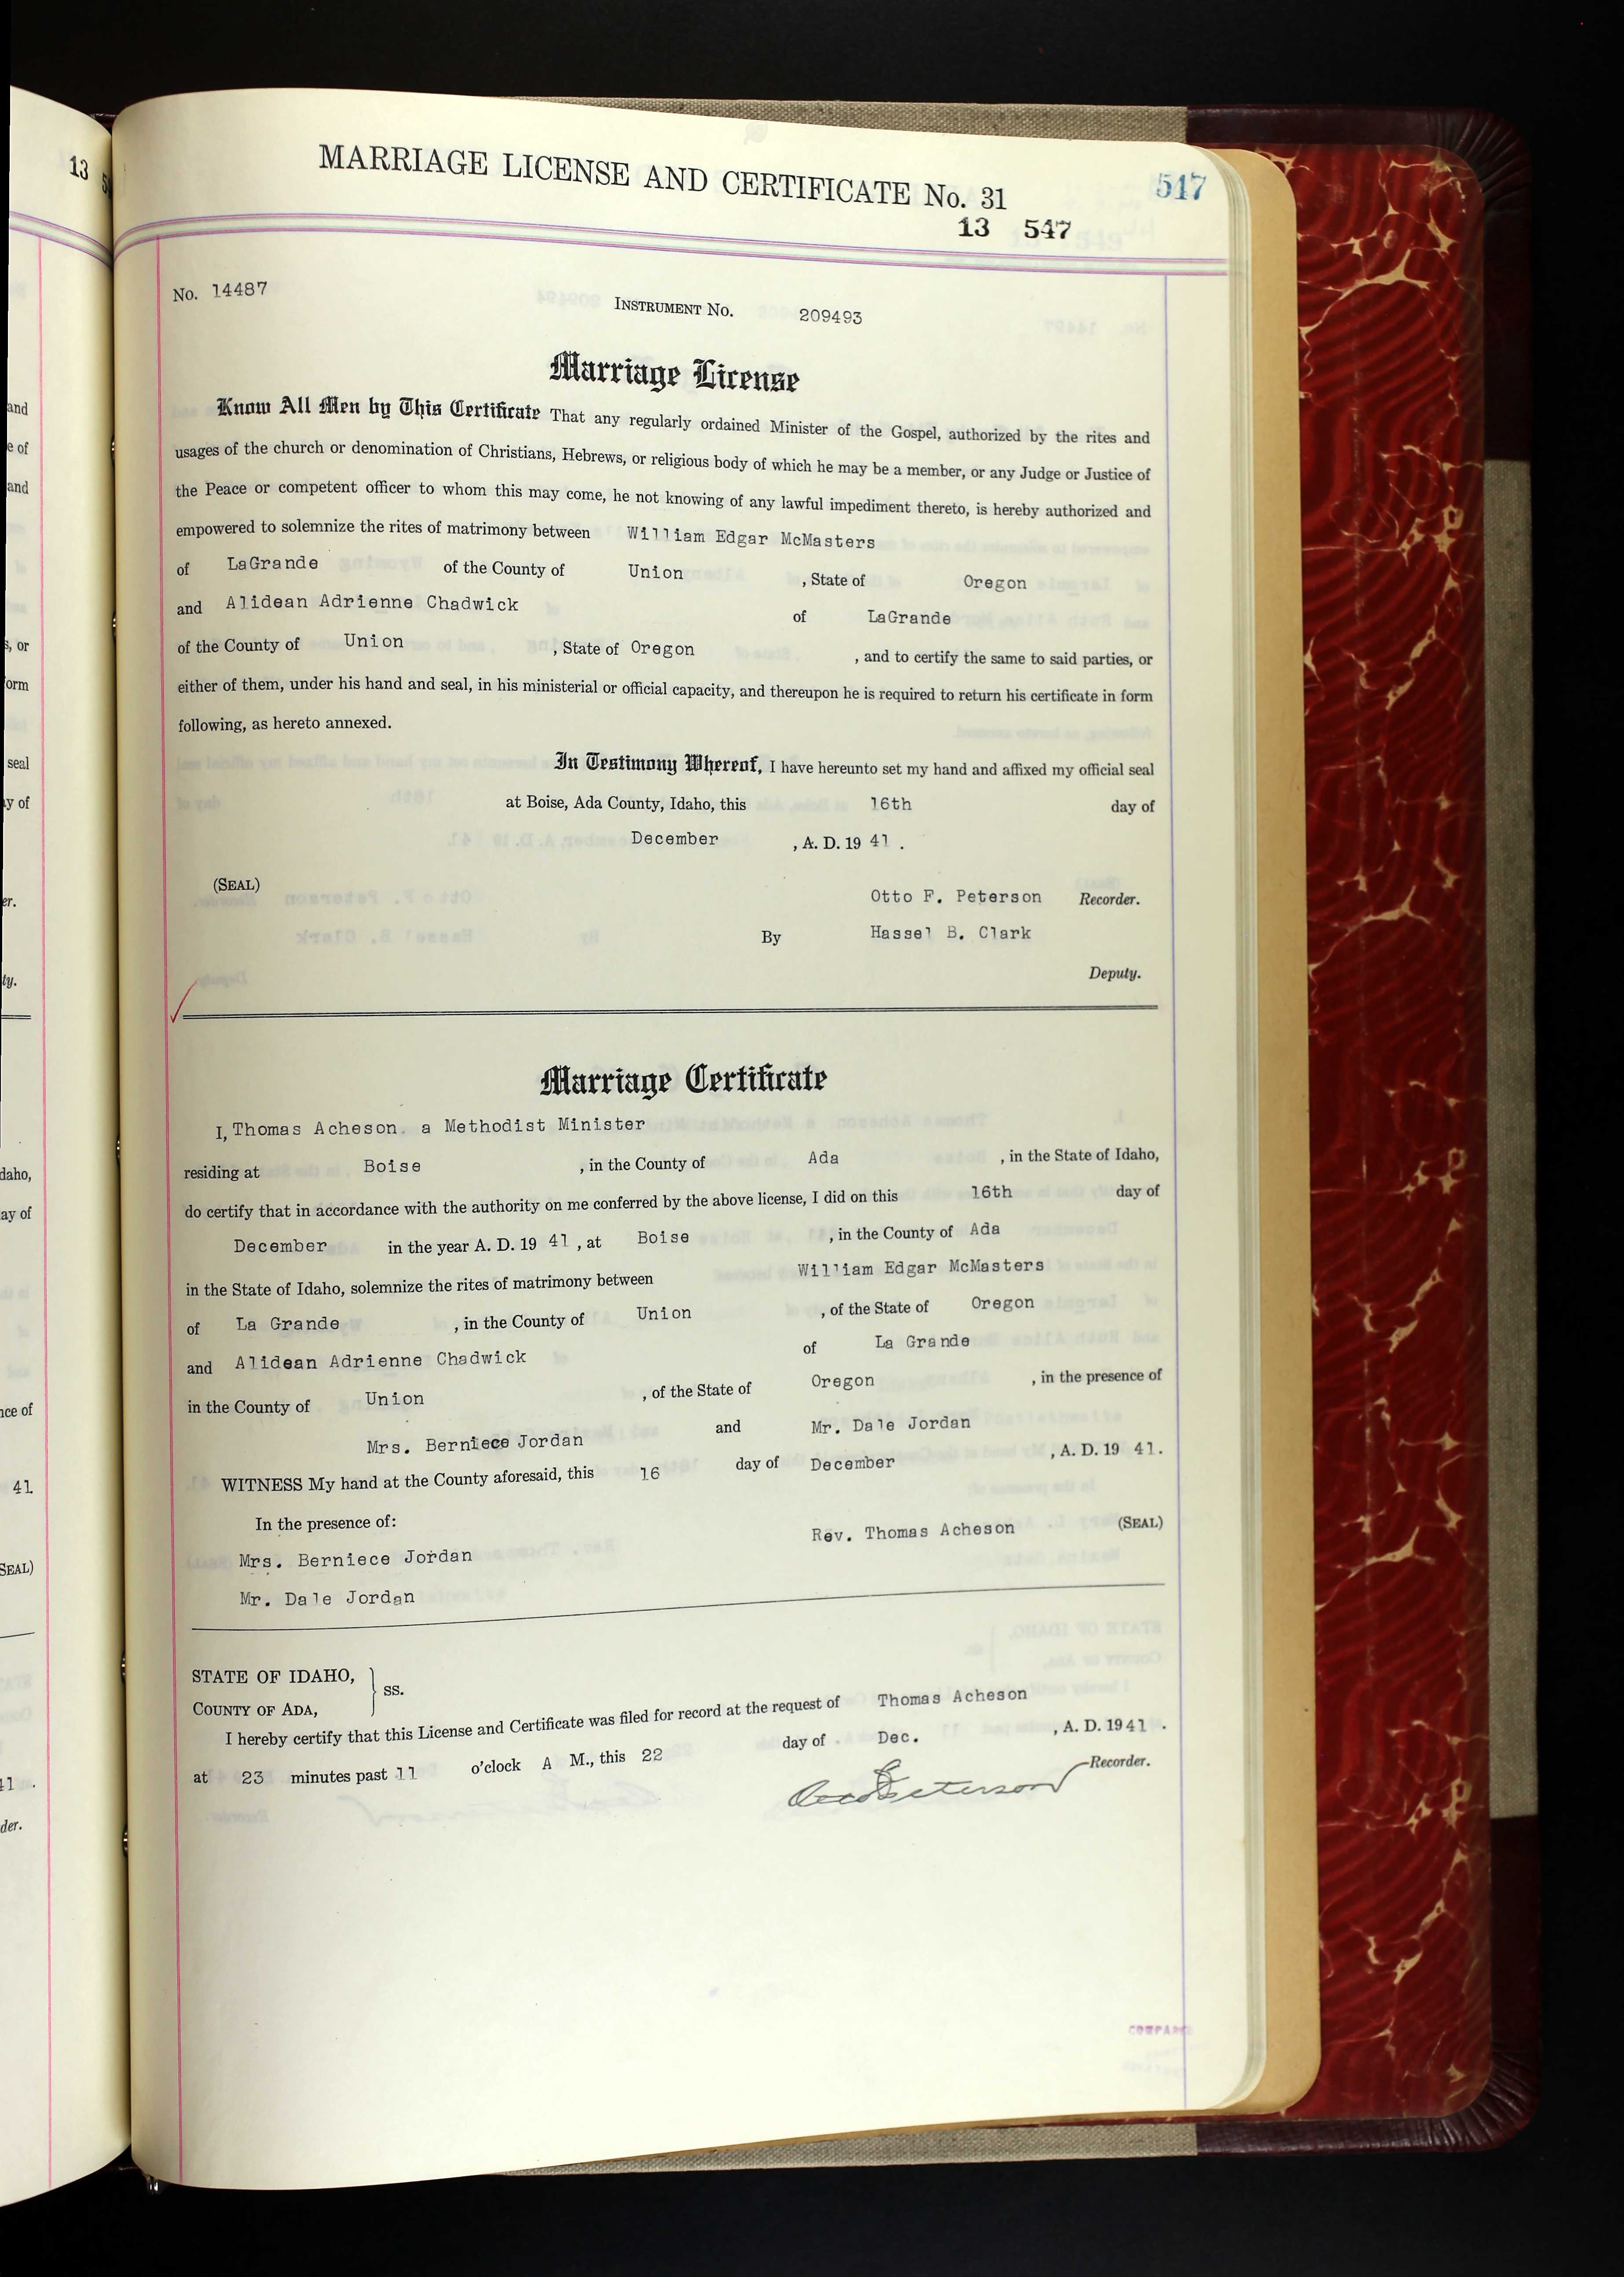 MARRIAGE LICENSE AND CERTIFICATE No. 31
547
13 547
13
No. 14487
INSTRUMENT No. 209493
Marriage License
Know All Men by This Certificate That any regularly ordained Minister of the Gospel, authorized by the rites and
usages of the church or denomination of Christians, Hebrews, or religious body of which he may be a member, or any Judge or Justice of
the Peace or competent officer to whom this may come, he not knowing of any lawful impediment thereto, is hereby authorized and
empowered to solemnize the rites of matrimony between William Edgar McMasters
of LaGrande of the County of Union , State of Oregon
and Alidean Adrienne Chadwick of LaGrande
of the County of Union , State of Oregon , and to certify the same to said parties, or
either of them, under his hand and seal, in his ministerial or official capacity, and thereupon he is required to return his certificate in form
following, as hereto annexed.
In Testimony Whereof, I have hereunto set my hand and affixed my official seal
at Boise, Ada County, Idaho, this 16th day of
December , A. D. 19 41 .
(SEAL)
Otto F. Peterson Recorder.
By Hassel B. Clark
Deputy.
Marriage Certificate
I, Thomas Acheson a Methodist Minister
residing at Boise , in the County of Ada , in the State of Idaho,
do certify that in accordance with the authority on me conferred by the above license, I did on this 16th day of
December in the year A. D. 19 41 , at Boise , in the County of Ada
in the State of Idaho, solemnize the rites of matrimony between William Edgar McMasters
of La Grande , in the County of Union , of the State of Oregon
and Alidean Adrienne Chadwick of La Grande
in the County of Union , of the State of Oregon , in the presence of
Mrs. Berniece Jordan and Mr. Dale Jordan
WITNESS My hand at the County aforesaid, this 16 day of December , A. D. 19 41.
In the presence of:
Rev. Thomas Acheson (SEAL)
Mrs. Berniece Jordan
Mr. Dale Jordan
STATE OF IDAHO, } ss.
COUNTY OF ADA,
I hereby certify that this License and Certificate was filed for record at the request of Thomas Acheson
at 23 minutes past 11 o'clock A M., this 22 day of Dec. , A. D. 1941 .
Otto F Peterson Recorder.